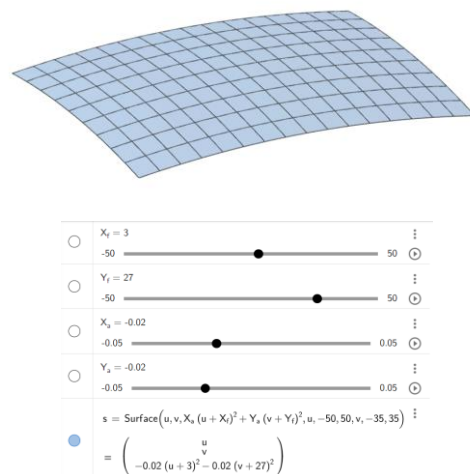 X_f = 3
-50 50
Y_f = 27
-50 50
X_a = -0.02
-0.05 0.05
Y_a = -0.02
-0.05 0.05
s = Surface(u, v, X_a (u + X_f)² + Y_a (v + Y_f)², u, -50, 50, v, -35, 35)
= ( u
v
-0.02 (u + 3)² - 0.02 (v + 27)² )